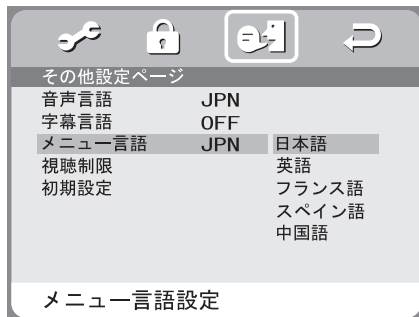 その他設定ページ
音声言語 JPN
字幕言語 OFF
メニュー言語 JPN 日本語
視聴制限 英語
初期設定 フランス語
スペイン語
中国語
メニュー言語設定